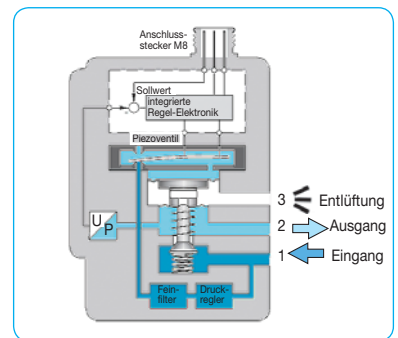 Anschluss-
stecker M8
Sollwert
-
integrierte
Regel-Elektronik
Piezoventil
3 Entlüftung
U
P
2 Ausgang
1 Eingang
Fein-
filter
Druck-
regler